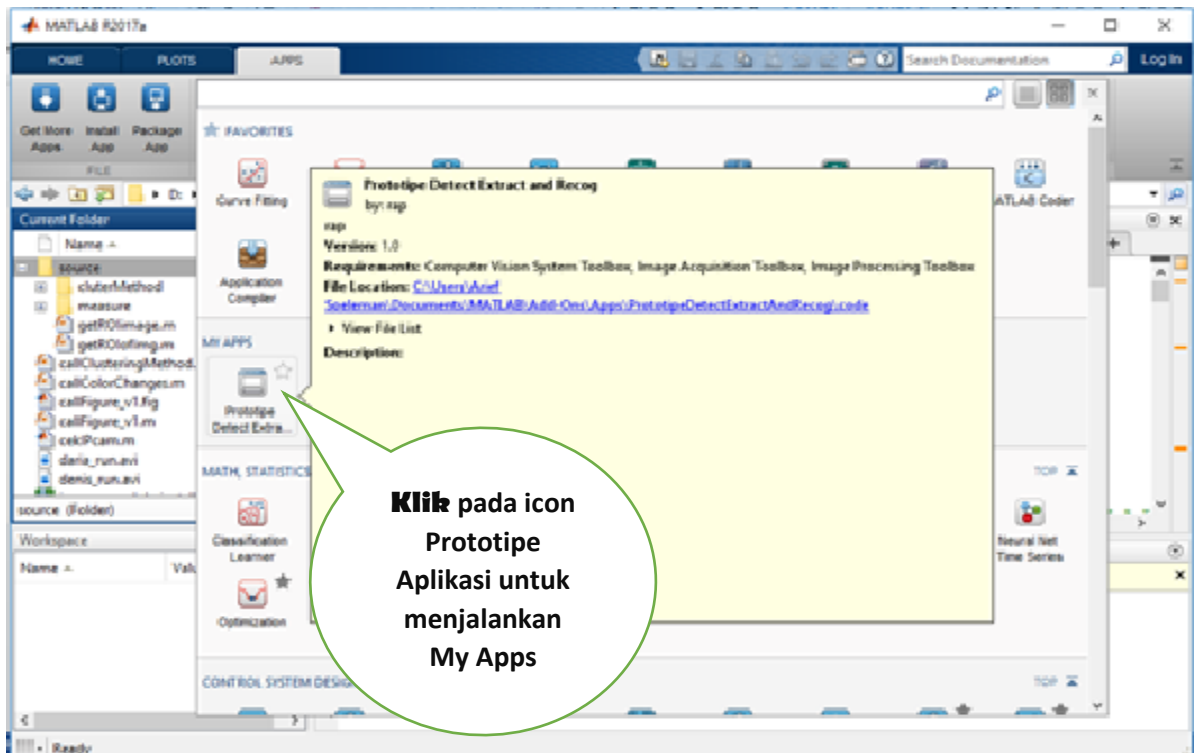 MATLAB R2017a
HOME PLOTS APPS
Search Documentation Log In
Get More Apps
Install App
Package App
FILE
FAVORITES
Curve Fitting
MATLAB Coder
Application Compiler
Prototipe Detect Extract and Recog
by: rap
rap
Version: 1.0
Requirements: Computer Vision System Toolbox, Image Acquisition Toolbox, Image Processing Toolbox
File Location: C:\Users\Arief
Soeleman\Documents\MATLAB\Add-Ons\Apps\PrototipeDetectExtractAndRecog\code
View File List
Description:
D:
Current Folder
Name
source
cluterMethod
measure
getROIimage.m
getROIofimg.m
callClusteringMethod.
callColorChanges.m
callFigure_v1.fig
callFigure_v1.m
cekIPcam.m
denis_run.avi
source (Folder)
Workspace
Name Valu
MY APPS
Prototipe
Detect Extra...
MATH, STATISTICS
TOP
Classification Learner
Neural Net Time Series
Optimization
CONTROL SYSTEM DESIG
TOP
Klik pada icon
Prototipe
Aplikasi untuk
menjalankan
My Apps
Ready